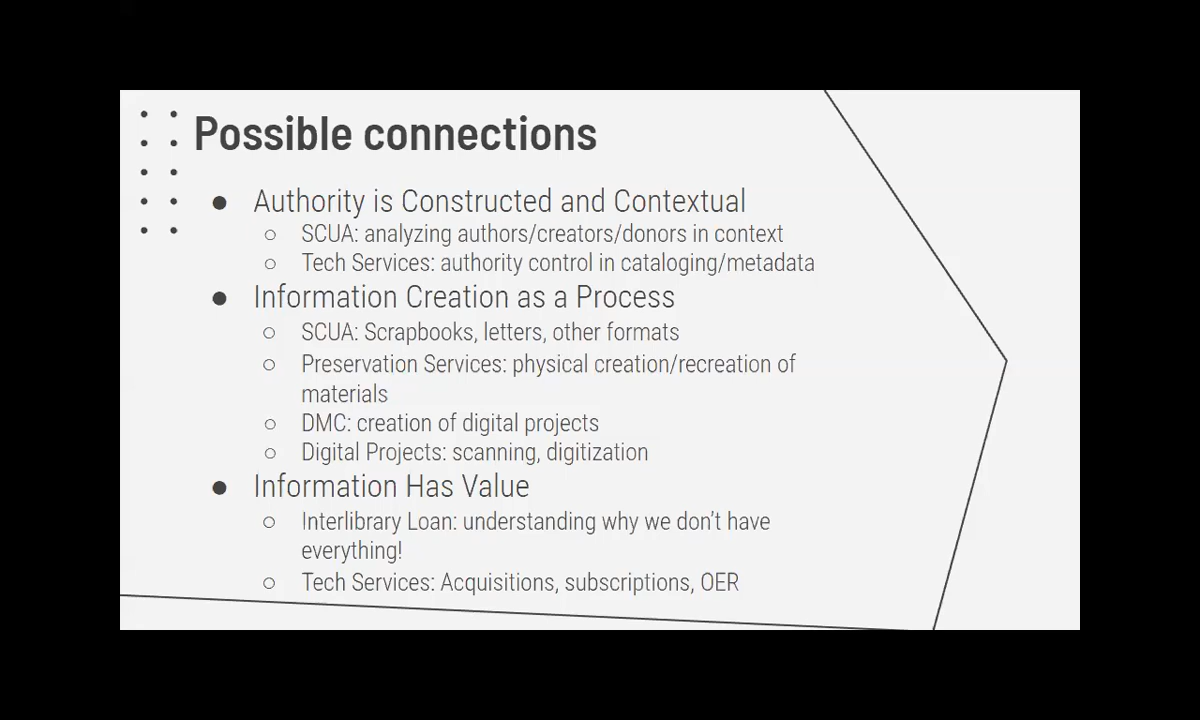 Possible connections
● Authority is Constructed and Contextual
○ SCUA: analyzing authors/creators/donors in context
○ Tech Services: authority control in cataloging/metadata
● Information Creation as a Process
○ SCUA: Scrapbooks, letters, other formats
○ Preservation Services: physical creation/recreation of
materials
○ DMC: creation of digital projects
○ Digital Projects: scanning, digitization
● Information Has Value
○ Interlibrary Loan: understanding why we don’t have
everything!
○ Tech Services: Acquisitions, subscriptions, OER